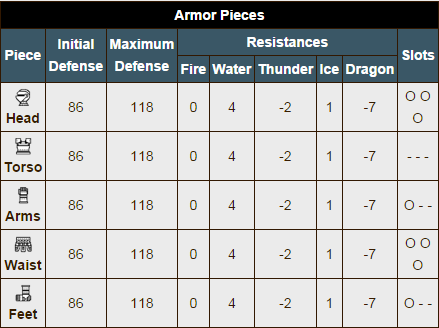 Armor Pieces
Piece Initial Defense Maximum Defense Resistances Slots
Fire Water Thunder Ice Dragon
Head 86 118 0 4 -2 1 -7 O O O
Torso 86 118 0 4 -2 1 -7 - - -
Arms 86 118 0 4 -2 1 -7 O - -
Waist 86 118 0 4 -2 1 -7 O O O
Feet 86 118 0 4 -2 1 -7 O - -